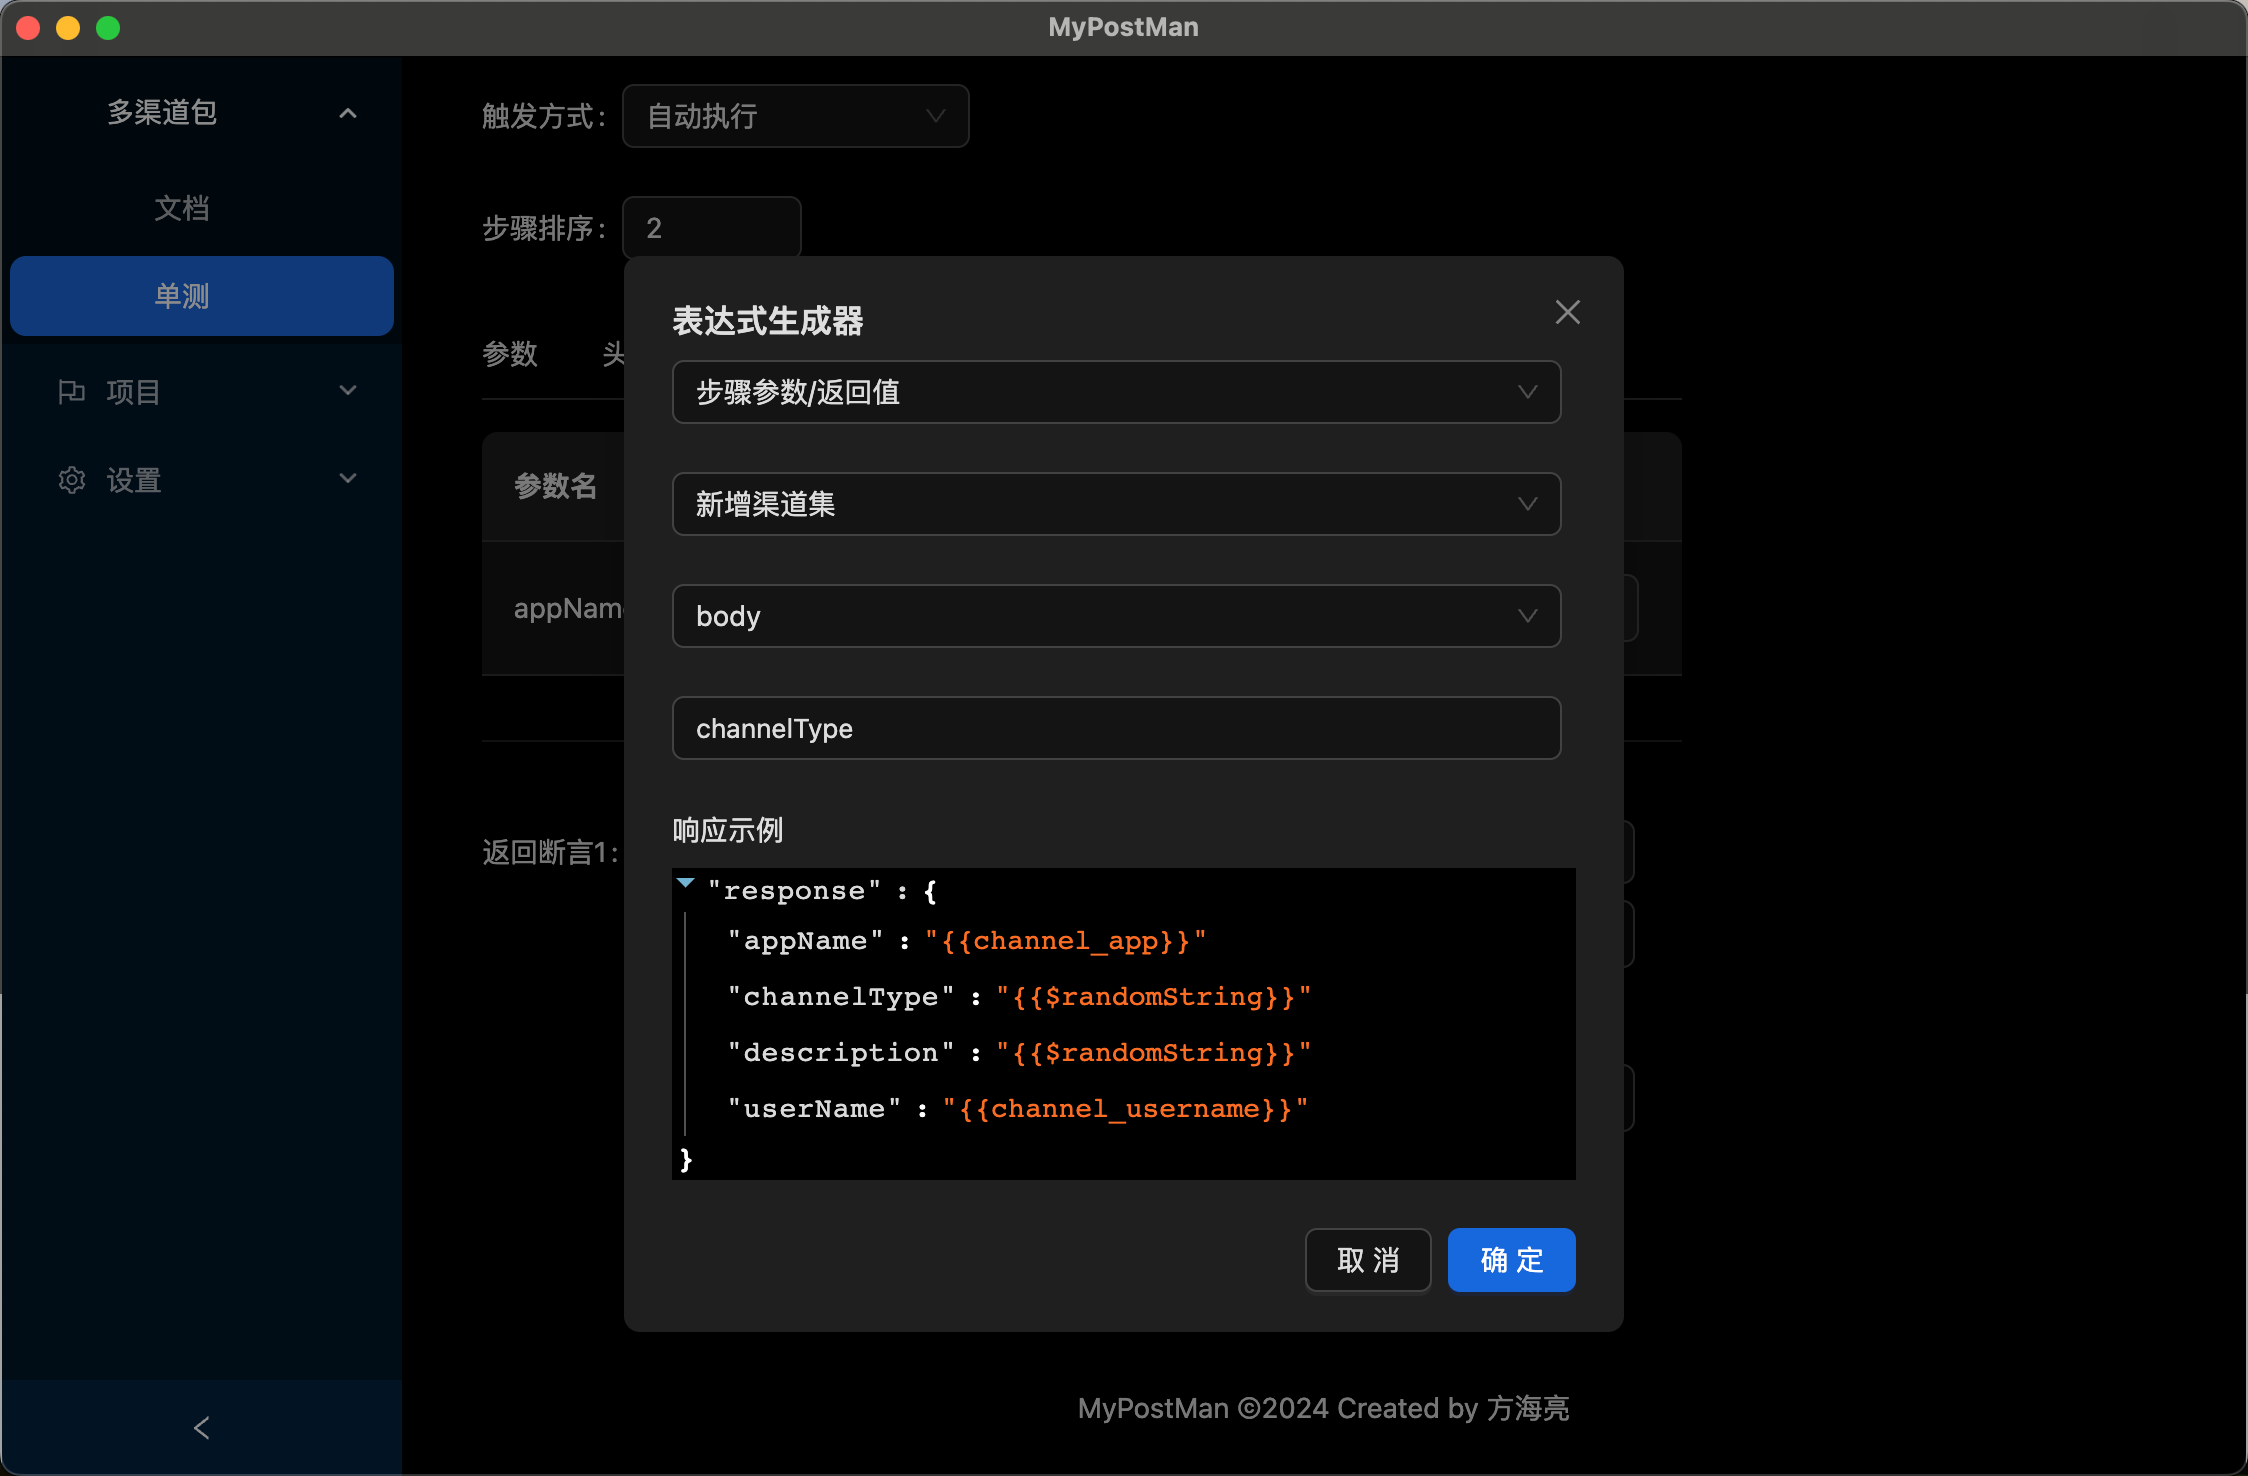 MyPostMan
多渠道包
文档
单测
项目
设置
触发方式：
自动执行
步骤排序：
2
参数
头
参数名
appName
返回断言1：
表达式生成器
步骤参数/返回值
新增渠道集
body
channelType
响应示例
"response" : {
"appName" : "{{channel_app}}"
"channelType" : "{{$randomString}}"
"description" : "{{$randomString}}"
"userName" : "{{channel_username}}"
}
取 消
确 定
MyPostMan ©2024 Created by 方海亮